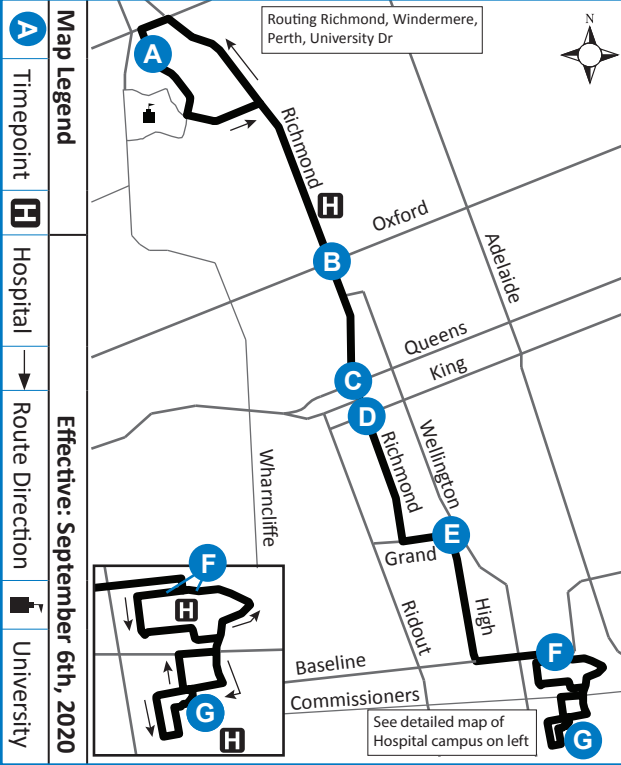 Routing Richmond, Windermere,
Perth, University Dr
N
A
Richmond
H
Oxford
B
Adelaide
Queens
King
C
D
Wellington
Richmond
E
Grand
Wharncliffe
Ridout
High
F
Baseline
Commissioners
G
See detailed map of
Hospital campus on left
F
H
G
H
Map Legend
Effective: September 6th, 2020
A Timepoint H Hospital Route Direction University